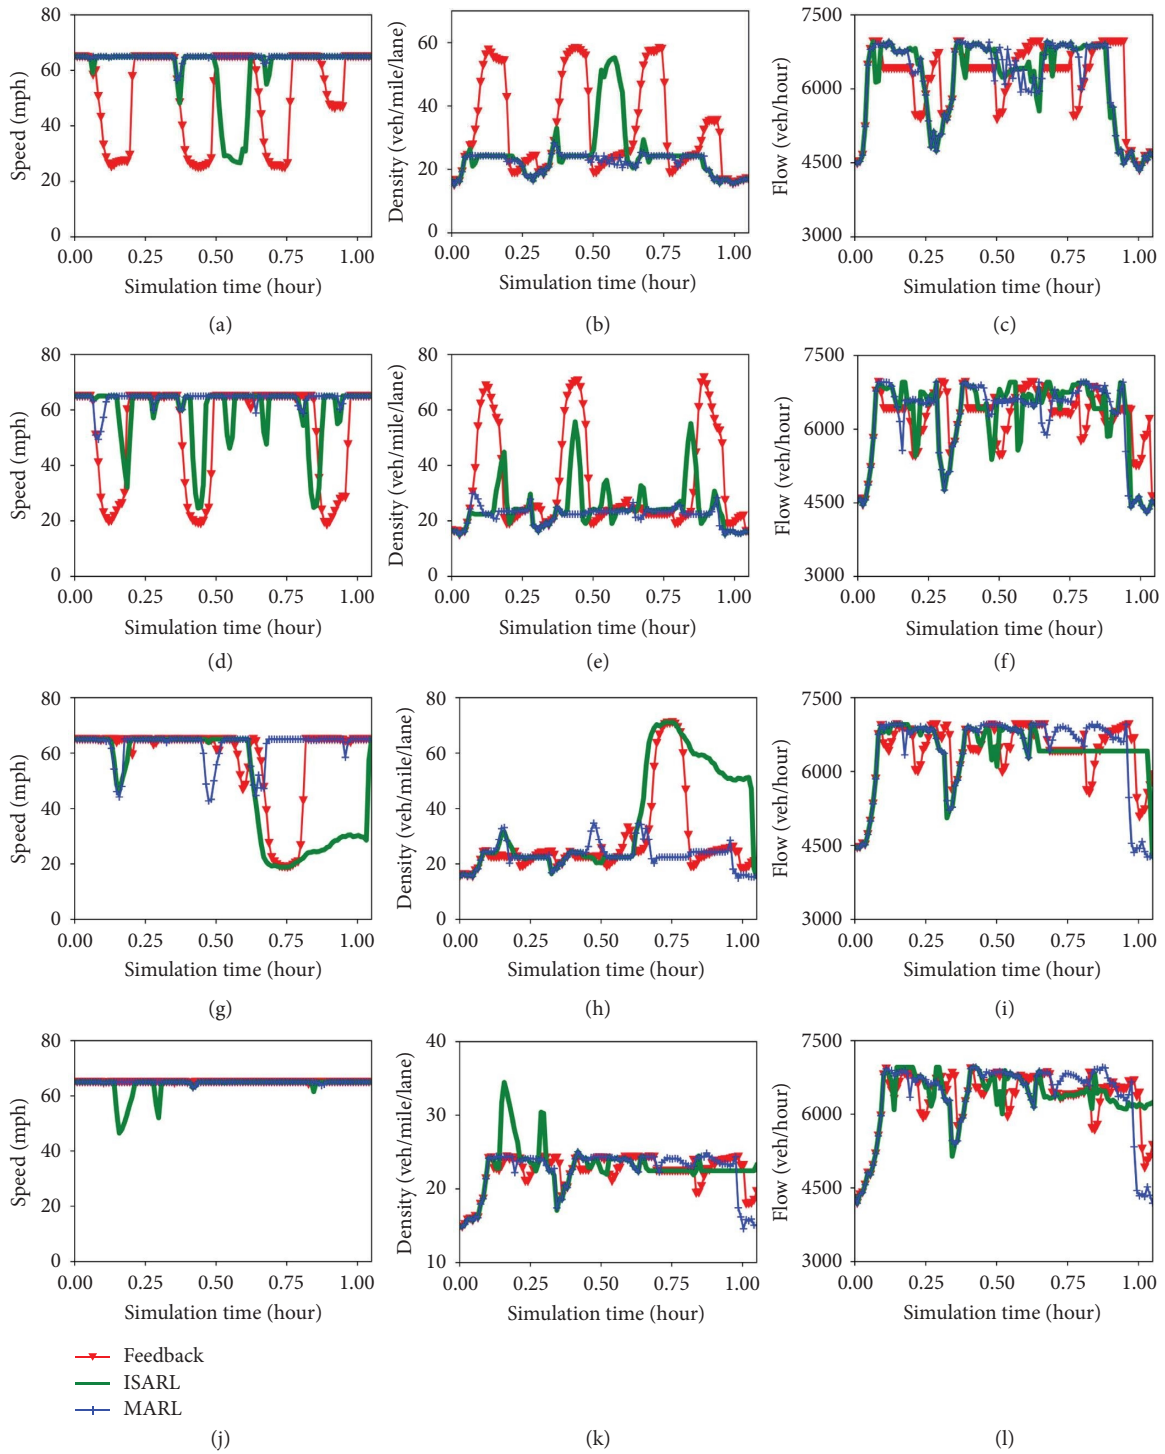 80
60
40
20
0
Speed (mph)
0.00 0.25 0.50 0.75 1.00
Simulation time (hour)
(a)
60
40
20
0
Density (veh/mile/lane)
0.00 0.25 0.50 0.75 1.00
Simulation time (hour)
(b)
7500
6000
4500
3000
Flow (veh/hour)
0.00 0.25 0.50 0.75 1.00
Simulation time (hour)
(c)
80
60
40
20
0
Speed (mph)
0.00 0.25 0.50 0.75 1.00
Simulation time (hour)
(d)
80
60
40
20
0
Density (veh/mile/lane)
0.00 0.25 0.50 0.75 1.00
Simulation time (hour)
(e)
7500
6000
4500
3000
Flow (veh/hour)
0.00 0.25 0.50 0.75 1.00
Simulation time (hour)
(f)
80
60
40
20
0
Speed (mph)
0.00 0.25 0.50 0.75 1.00
Simulation time (hour)
(g)
80
60
40
20
0
Density (veh/mile/lane)
0.00 0.25 0.50 0.75 1.00
Simulation time (hour)
(h)
7500
6000
4500
3000
Flow (veh/hour)
0.00 0.25 0.50 0.75 1.00
Simulation time (hour)
(i)
80
60
40
20
0
Speed (mph)
0.00 0.25 0.50 0.75 1.00
Simulation time (hour)
Feedback
ISARL
MARL
(j)
40
30
20
10
Density (veh/mile/lane)
0.00 0.25 0.50 0.75 1.00
Simulation time (hour)
(k)
7500
6000
4500
3000
Flow (veh/hour)
0.00 0.25 0.50 0.75 1.00
Simulation time (hour)
(l)